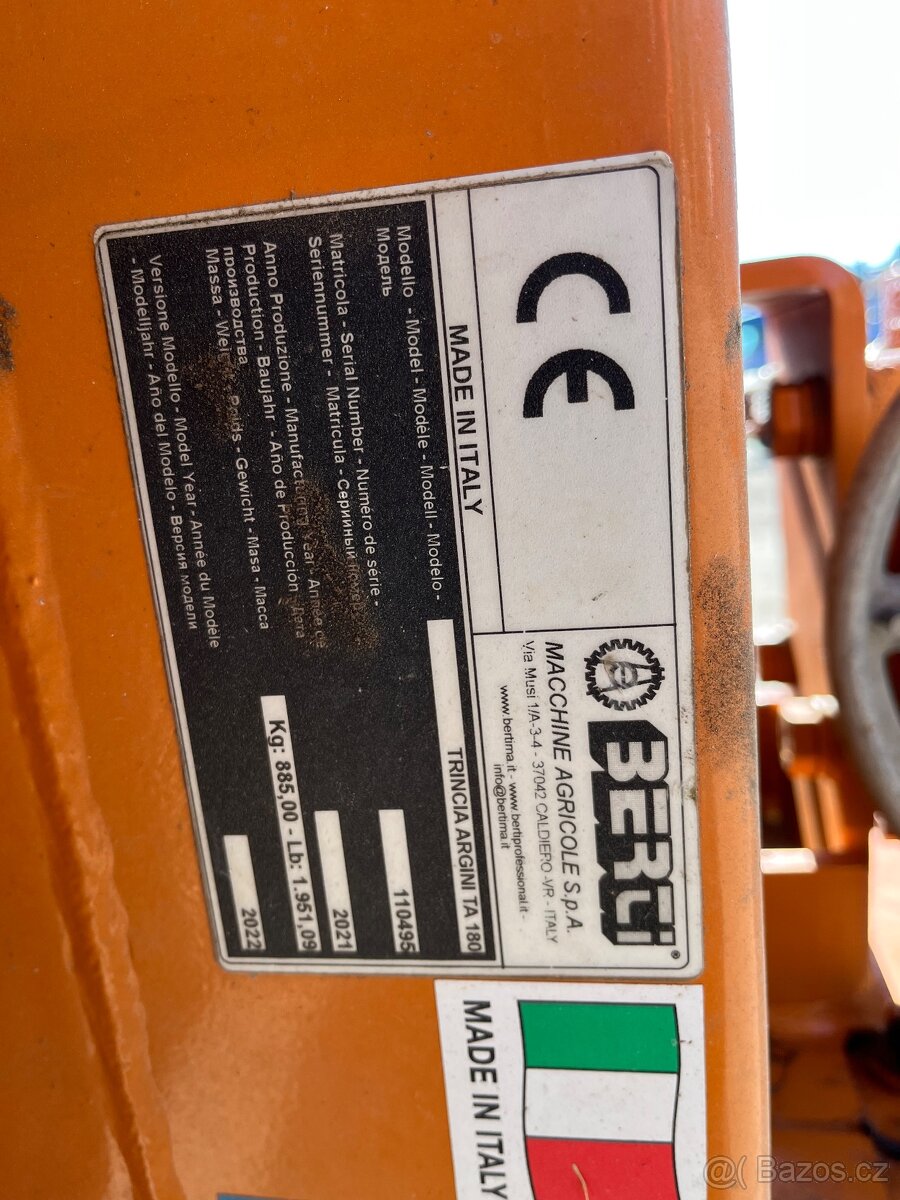 CE
BERTI®
MACCHINE AGRICOLE S.p.A.
Via Musi 1/A-3-4 - 37042 CALDIERO -VR - ITALY
www.bertima.it - www.bertiprofessional.it -
info@bertima.it
MADE IN ITALY
Modello - Model - Modèle - Modell - Modelo -
Модель
TRINCIA ARGINI TA 180
Matricola - Serial Number - Numéro de série -
Seriennummer - Matricula - Серийный номер
110495
Anno Produzione - Manufacturing Year - Année de
Production - Baujahr - Año de Producción - Дата
производства
2021
Massa - Weight - Poids - Gewicht - Masa - Масса
Kg: 885,00 - Lb: 1.951,09
Versione Modello - Model Year - Année du Modèle
- Modelljahr - Año del Modelo - Версия модели
2022
MADE IN ITALY
@( Bazos.cz